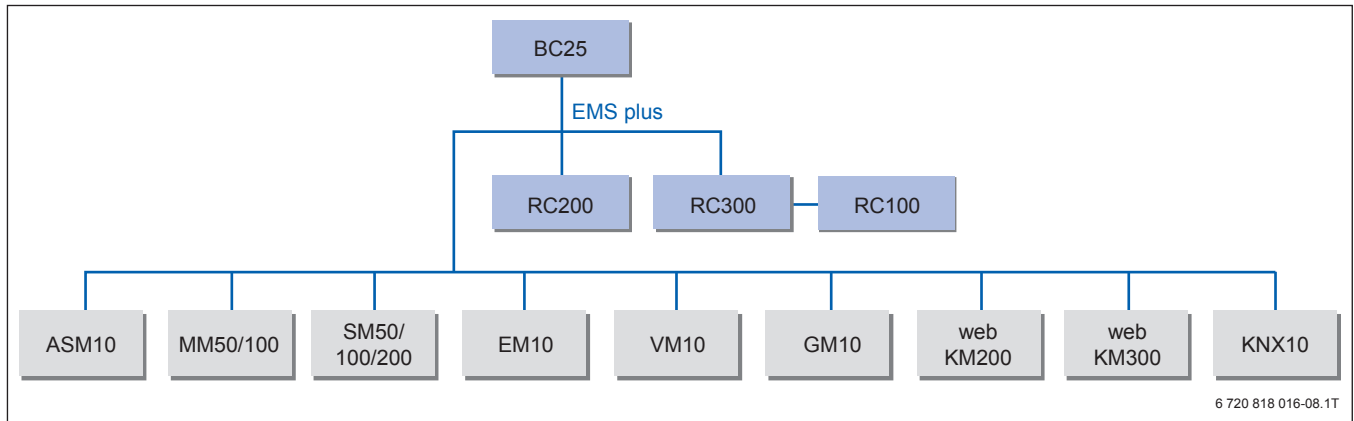 BC25
EMS plus
RC200
RC300
RC100
ASM10
MM50/100
SM50/
100/200
EM10
VM10
GM10
web
KM200
web
KM300
KNX10
6 720 818 016-08.1T